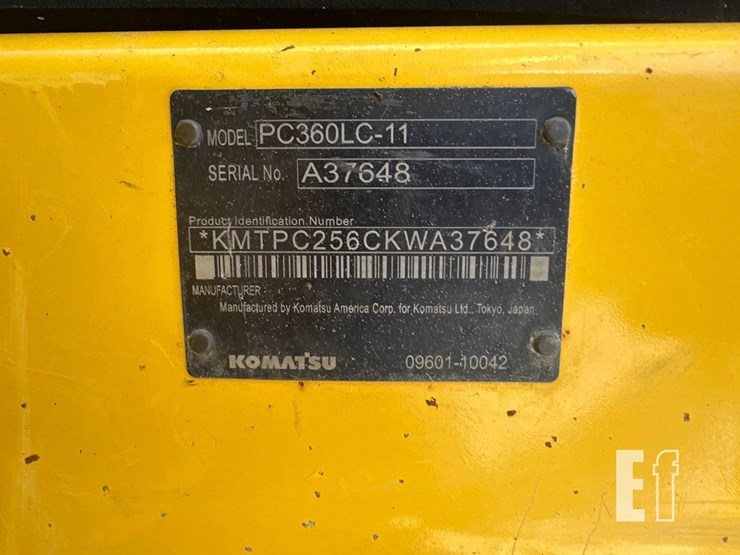 MODEL PC360LC-11
SERIAL No. A37648
Product Identification Number
*KMTPC256CKWA37648*
MANUFACTURER
Manufactured by Komatsu America Corp. for Komatsu Ltd., Tokyo, Japan.
KOMATSU 09601-10042
Ef